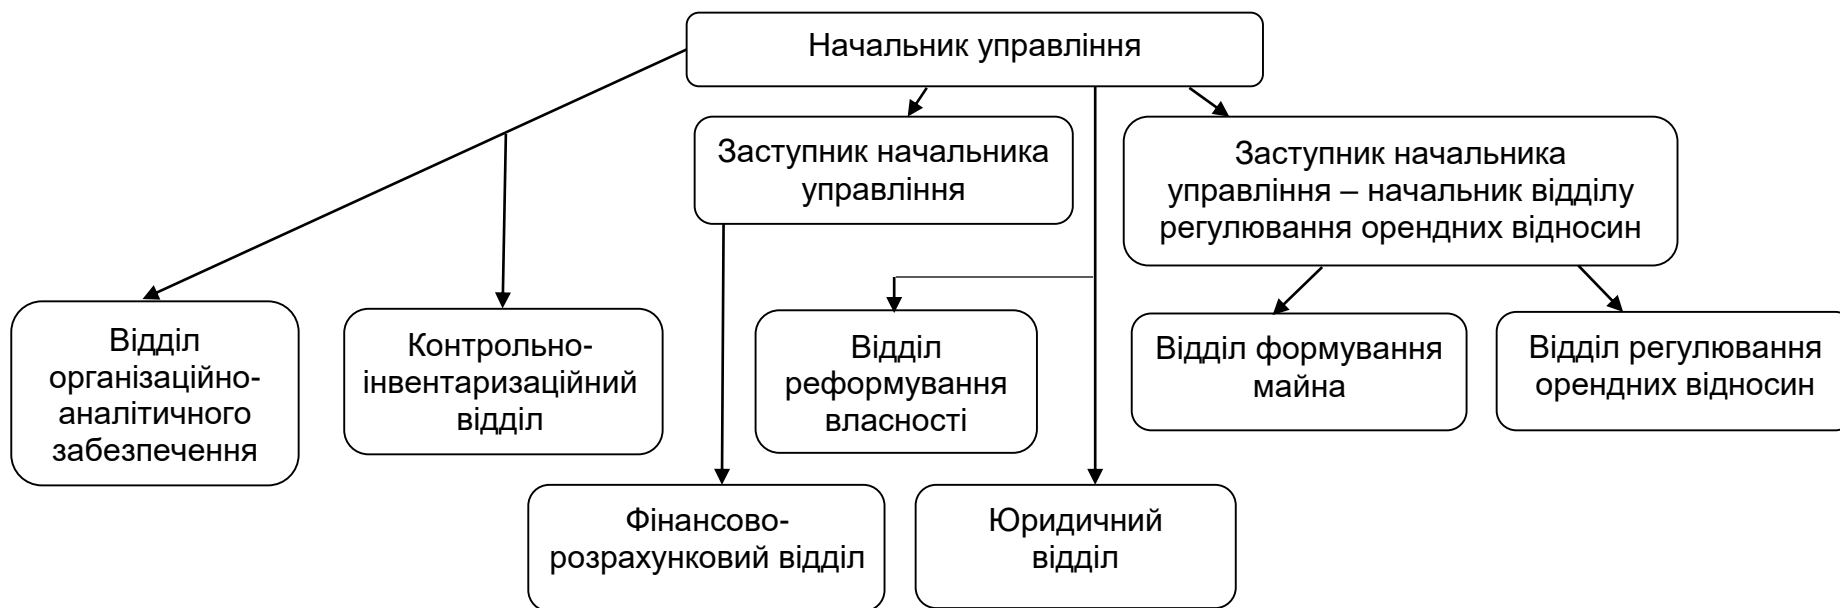 Начальник управління
Заступник начальника
управління
Заступник начальника
управління – начальник відділу
регулювання орендних відносин
Відділ
організаційно-
аналітичного
забезпечення
Контрольно-
інвентаризаційний
відділ
Відділ
реформування
власності
Відділ формування
майна
Відділ регулювання
орендних відносин
Фінансово-
розрахунковий відділ
Юридичний
відділ